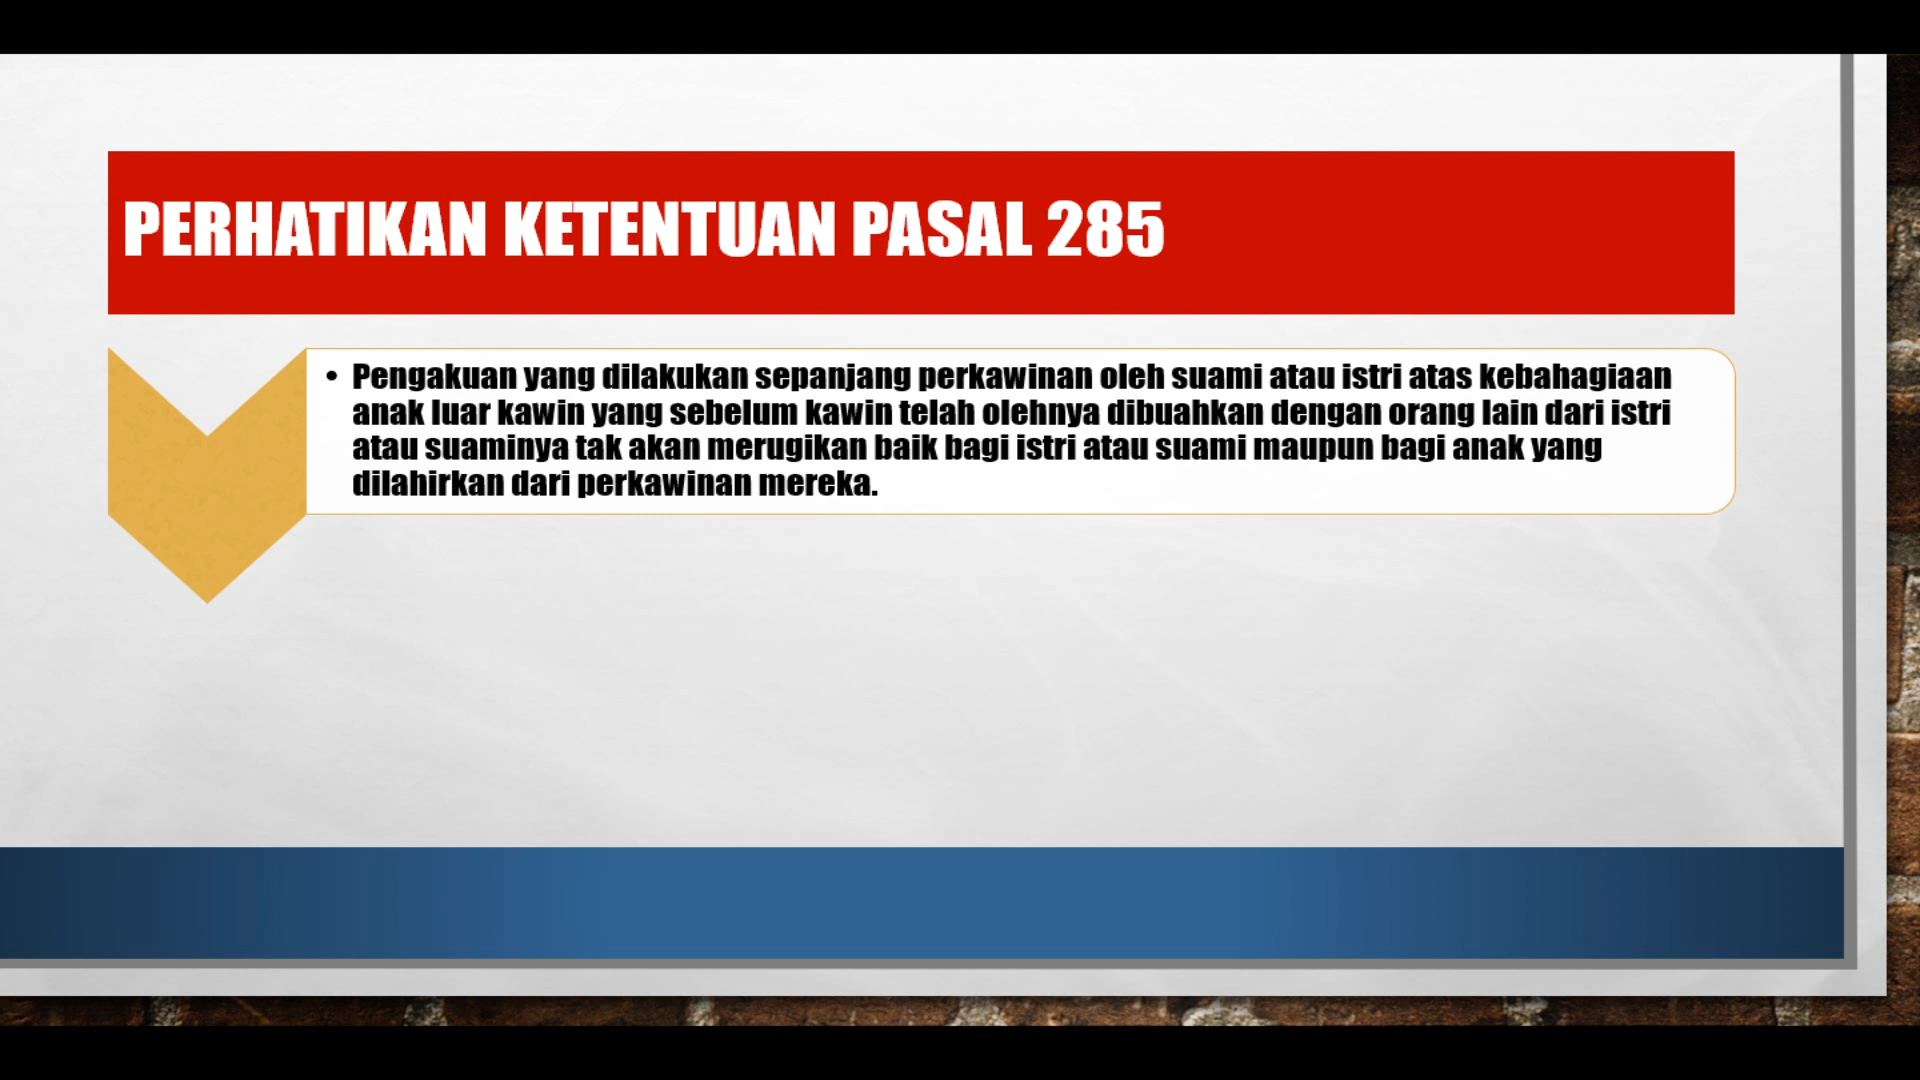 PERHATIKAN KETENTUAN PASAL 285
• Pengakuan yang dilakukan sepanjang perkawinan oleh suami atau istri atas kebahagiaan
anak luar kawin yang sebelum kawin telah olehnya dibuahkan dengan orang lain dari istri
atau suaminya tak akan merugikan baik bagi istri atau suami maupun bagi anak yang
dilahirkan dari perkawinan mereka.